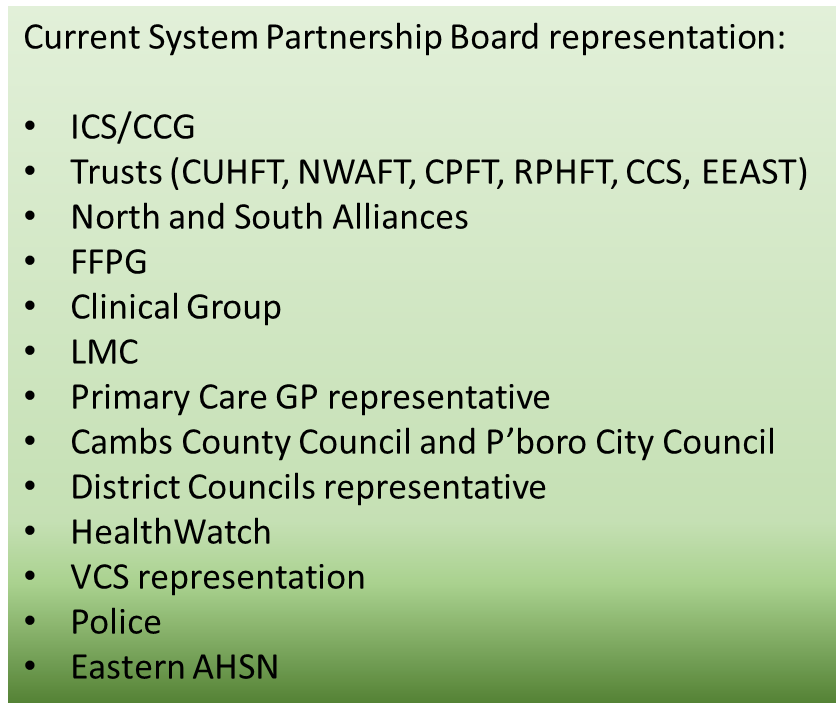 Current System Partnership Board representation:
• ICS/CCG
• Trusts (CUHFT, NWAFT, CPFT, RPHFT, CCS, EEAST)
• North and South Alliances
• FFPG
• Clinical Group
• LMC
• Primary Care GP representative
• Cambs County Council and P’boro City Council
• District Councils representative
• HealthWatch
• VCS representation
• Police
• Eastern AHSN